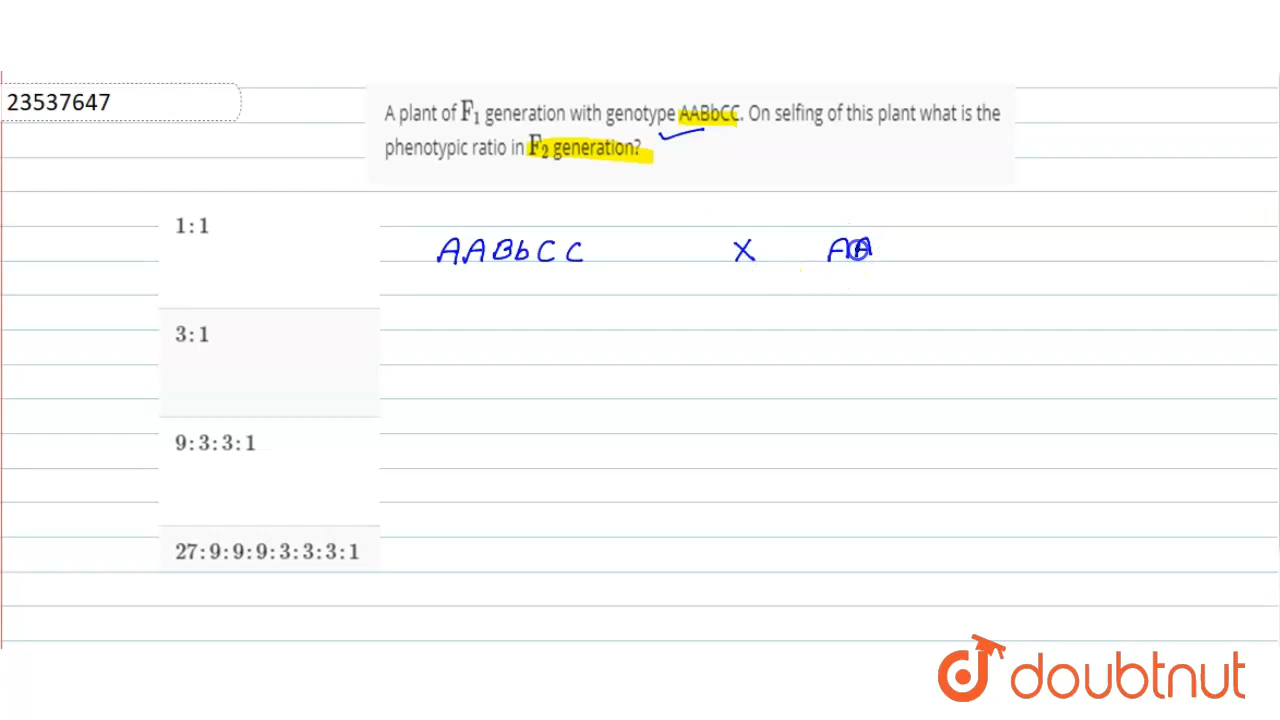 23537647
A plant of F₁ generation with genotype AABbCC. On selfing of this plant what is the
phenotypic ratio in F₂ generation?
1 : 1
AABbCC X AA
3 : 1
9 : 3 : 3 : 1
27 : 9 : 9 : 9 : 3 : 3 : 3 : 1
doubtnut